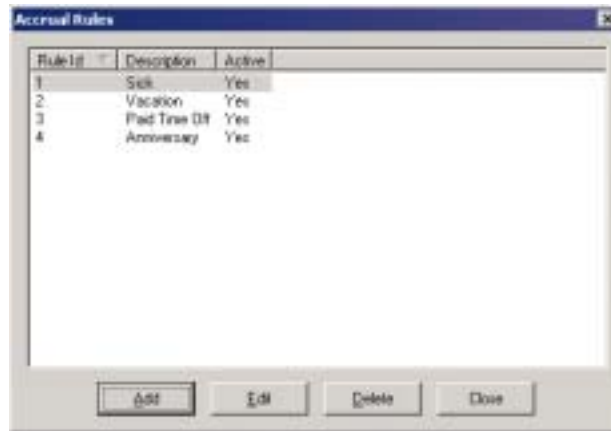 Accrual Rules
Rule Id Description Active
1 Sick Yes
2 Vacation Yes
3 Paid Time Off Yes
4 Anniversary Yes
Add Edit Delete Close